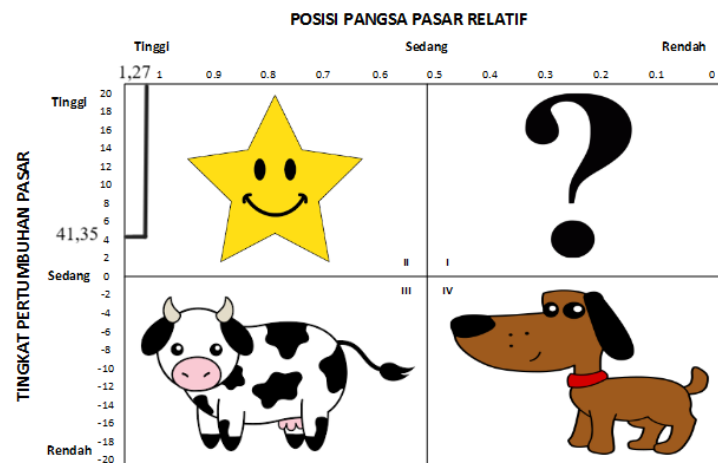 POSISI PANGSA PASAR RELATIF
Tinggi Sedang Rendah
1,27 1 0.9 0.8 0.7 0.6 0.5 0.4 0.3 0.2 0.1 0
TINGKAT PERTUMBUHAN PASAR
Tinggi
20
18
16
14
12
10
8
6
41,35
4
2
Sedang
0
-2
-4
-6
-8
-10
-12
-14
-16
-18
Rendah
-20
?
II I
III IV